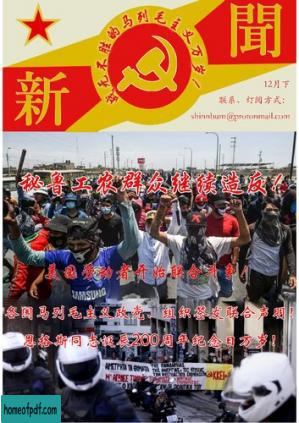 战无不胜的马列毛主义万岁！
新聞
12月下
联系、订阅方式：
秘鲁工农群众继续造反！
美国劳动者开始联合斗争！
SAMSUNG
各国马列毛主义政党、组织签发联合声明！
恩格斯同志诞辰200周年纪念日万岁！
homeofpdf.com